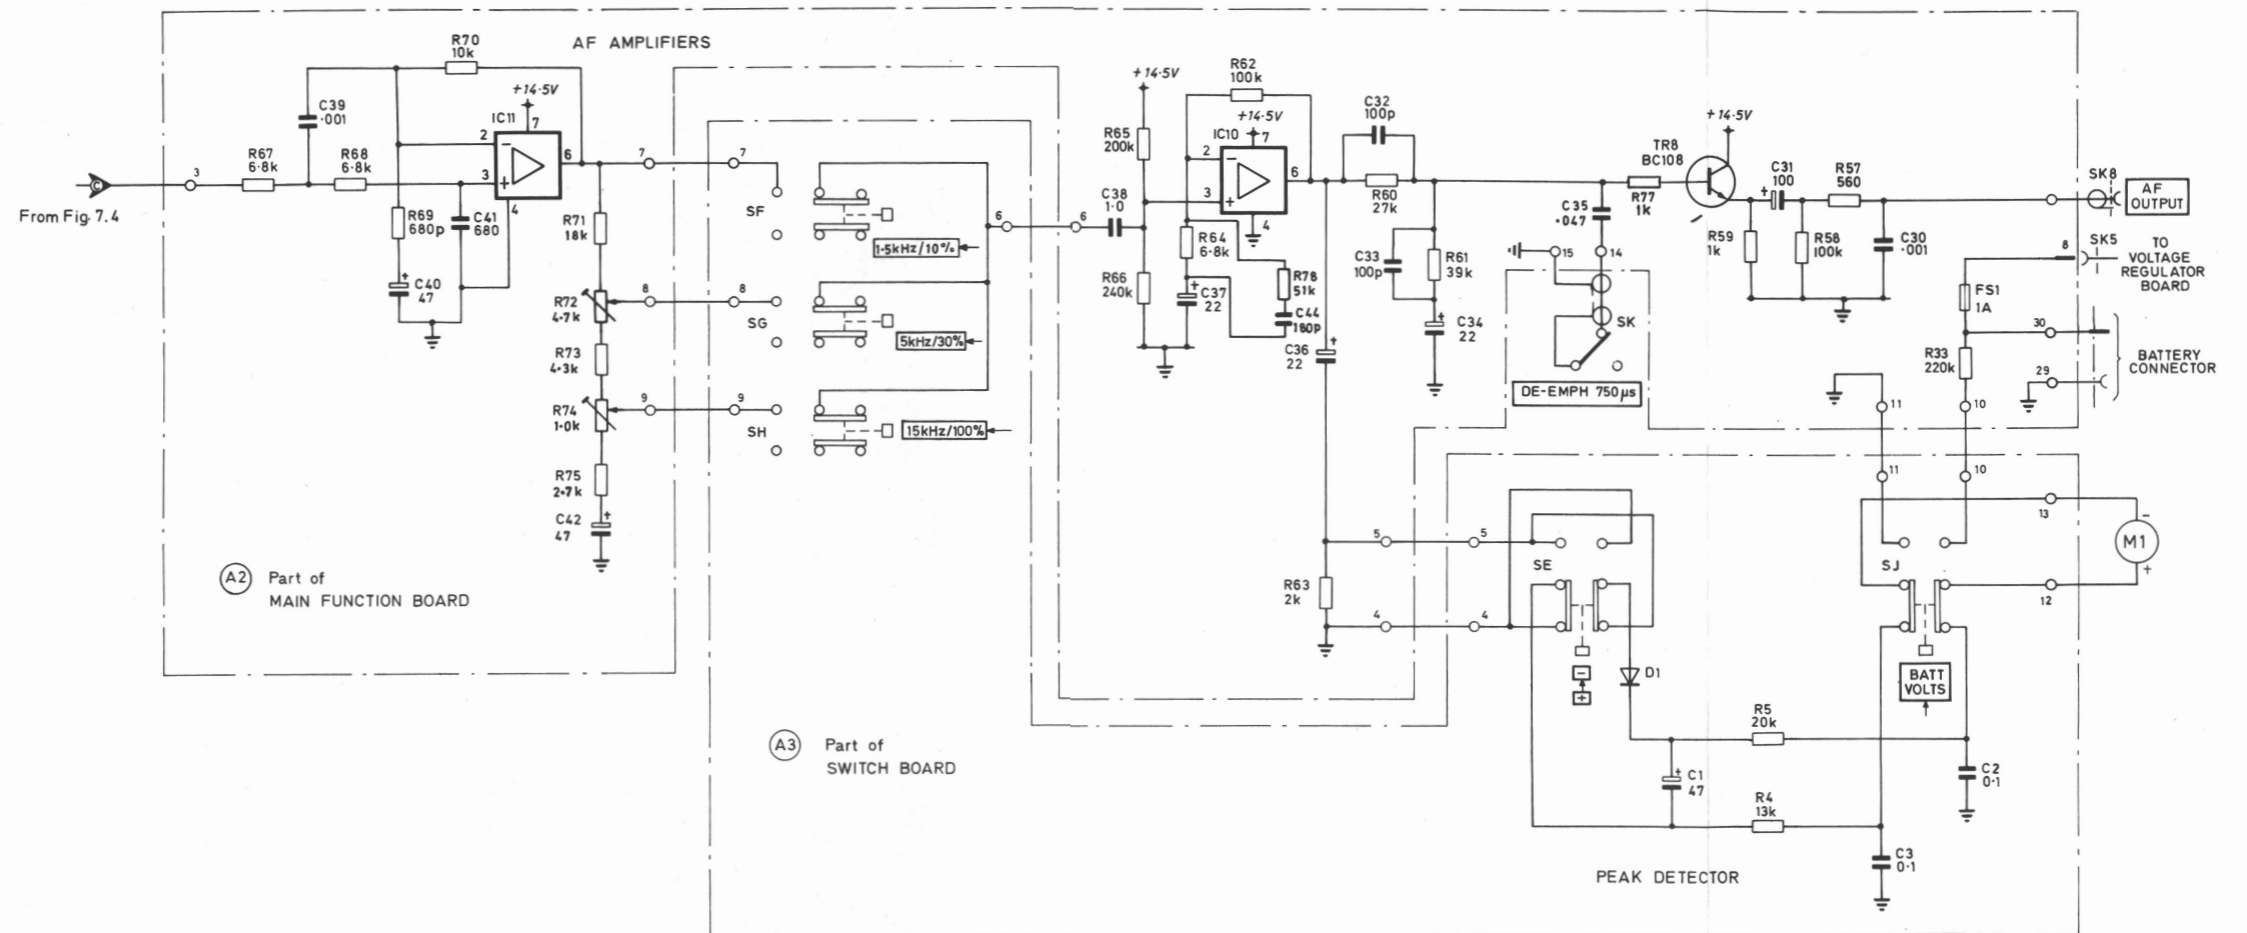 AF AMPLIFIERS
From Fig. 7.4
C
3
R67
6·8k
C39
·001
R68
6·8k
R70
10k
+14·5V
IC11
7
2
−
3
+
4
6
R69
680p
C41
680
+
C40
47
R71
18k
R72
4·7k
R73
4·3k
R74
1·0k
R75
2·7k
C42
+
47
7
7
8
8
9
9
SF
SG
SH
1·5kHz/10%
5kHz/30%
15kHz/100%
6
6
A2
Part of
MAIN FUNCTION BOARD
A3
Part of
SWITCH BOARD
+14·5V
R65
200k
C38
1·0
R66
240k
R62
100k
+14·5V
IC10
7
2
−
3
+
4
6
R64
6·8k
+
C37
22
R78
51k
C44
160p
C32
100p
R60
27k
C33
100p
R61
39k
+
C34
22
C36
22
+
C35
·047
15
14
SK
DE-EMPH 750µs
R77
1k
TR8
BC108
+14·5V
R59
1k
C31
100
+
R58
100k
R57
560
C30
·001
SK8
AF
OUTPUT
8
SK5
TO
VOLTAGE
REGULATOR
BOARD
FS1
1A
30
R33
220k
29
BATTERY
CONNECTOR
11
10
11
10
5
5
4
4
R63
2k
SE
−
+
D1
SJ
BATT
VOLTS
13
12
−
M1
+
R5
20k
+
C1
47
R4
13k
C2
0·1
C3
0·1
PEAK DETECTOR